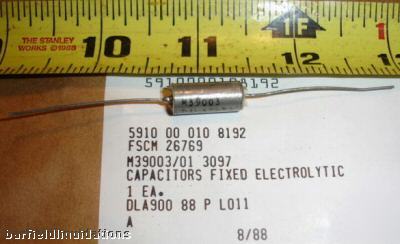 THE STANLEY
WORKS ©1988
10 11 12
5910000108192
M39003
5910 00 010 8192
FSCM 26769
M39003/01 3097
CAPACITORS FIXED ELECTROLYTIC
1 EA.
DLA900 88 P L011
A
8/88
barfieldliquidations